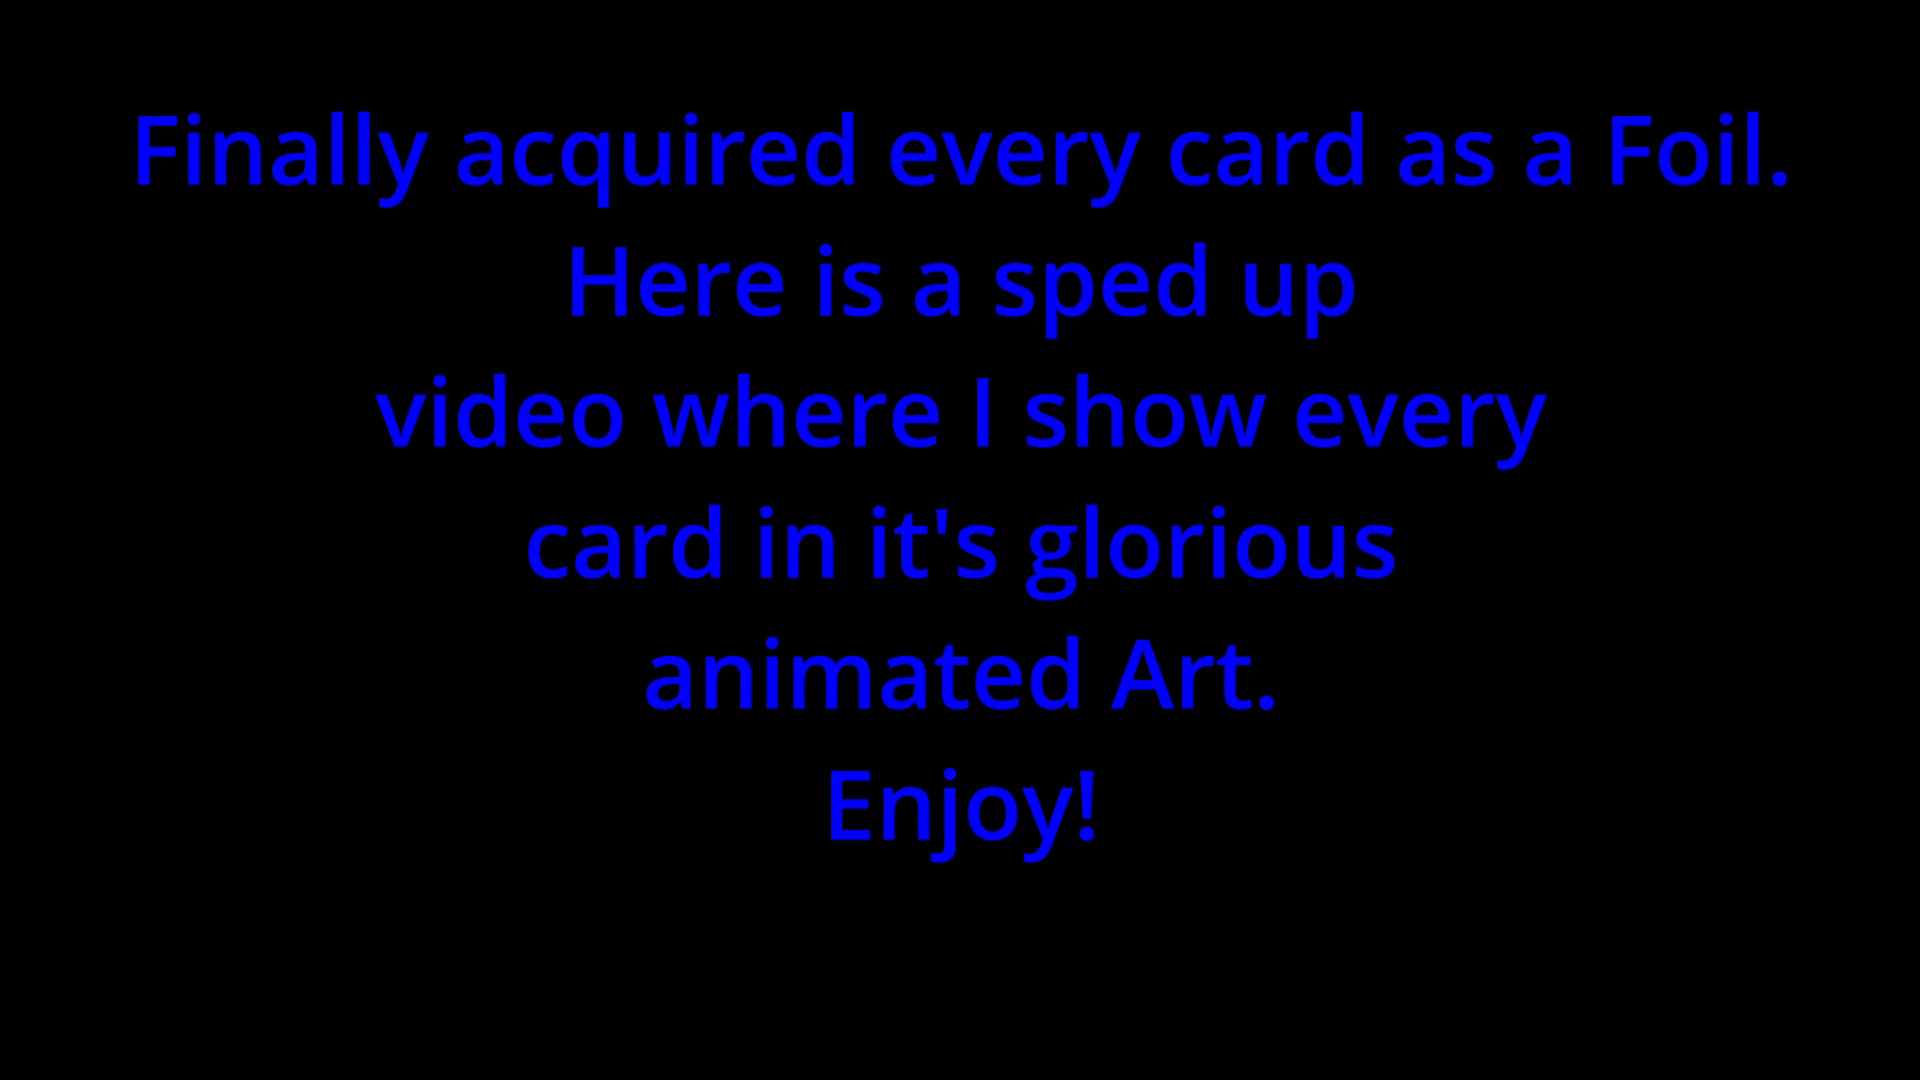 Finally acquired every card as a Foil.
Here is a sped up
video where I show every
card in it's glorious
animated Art.
Enjoy!